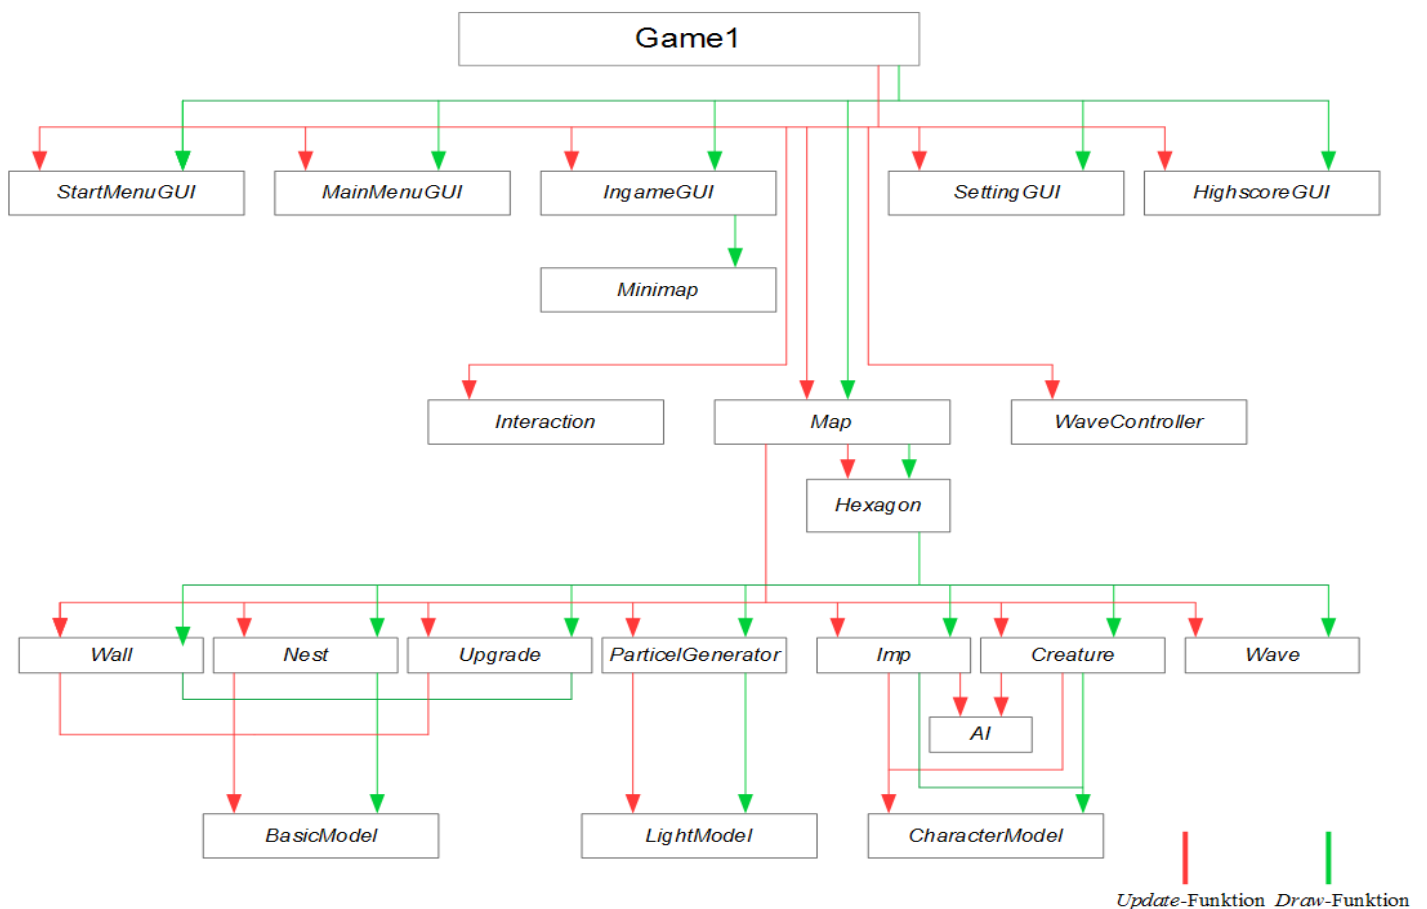 Game1
StartMenuGUI
MainMenuGUI
IngameGUI
SettingGUI
HighscoreGUI
Minimap
Interaction
Map
WaveController
Hexagon
Wall
Nest
Upgrade
ParticelGenerator
Imp
Creature
Wave
AI
BasicModel
LightModel
CharacterModel
Update-Funktion
Draw-Funktion